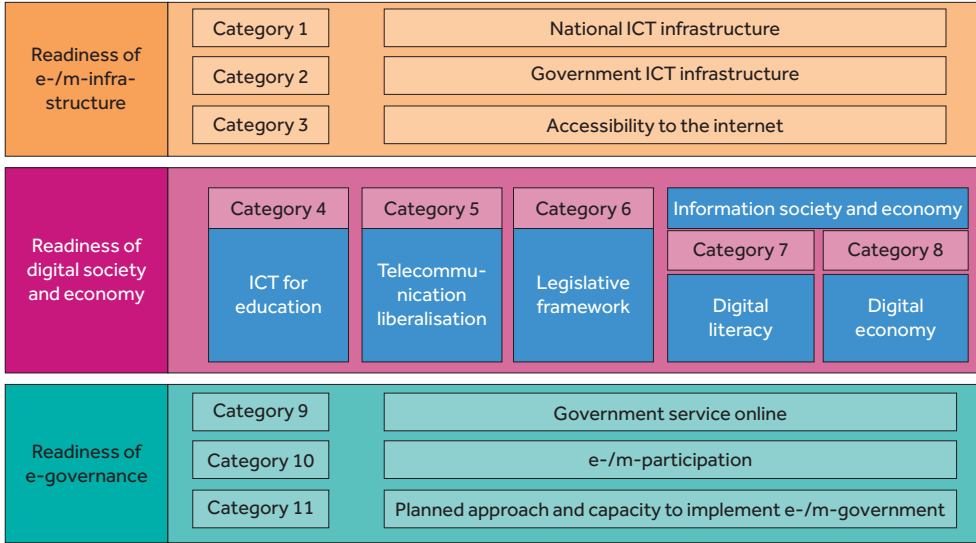 Readiness of
e-/m-infra-
structure
Category 1
National ICT infrastructure
Category 2
Government ICT infrastructure
Category 3
Accessibility to the internet
Readiness of
digital society
and economy
Category 4
ICT for
education
Category 5
Telecommu-
nication
liberalisation
Category 6
Legislative
framework
Information society and economy
Category 7
Digital
literacy
Category 8
Digital
economy
Readiness of
e-governance
Category 9
Government service online
Category 10
e-/m-participation
Category 11
Planned approach and capacity to implement e-/m-government